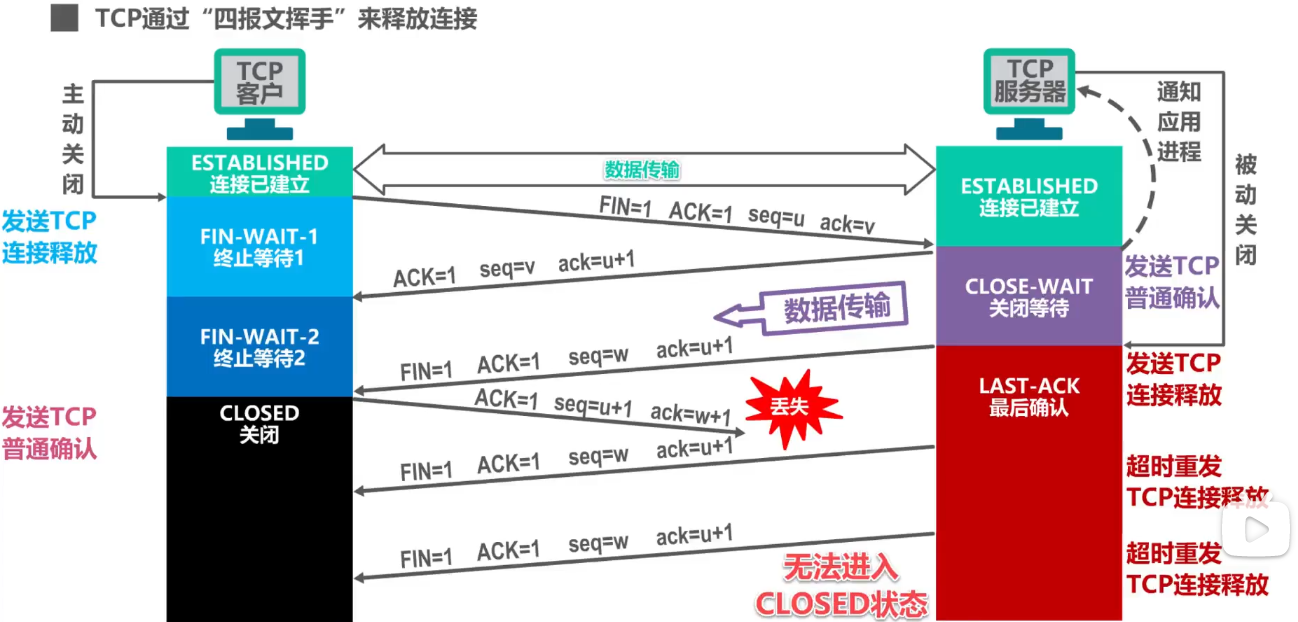 TCP通过“四报文挥手”来释放连接
TCP
客户
TCP
服务器
主
动
关
闭
通知
应用
进程
被
动
关
闭
ESTABLISHED
连接已建立
数据传输
ESTABLISHED
连接已建立
发送TCP
连接释放
FIN=1 ACK=1 seq=u ack=v
FIN-WAIT-1
终止等待1
ACK=1 seq=v ack=u+1
CLOSE-WAIT
关闭等待
发送TCP
普通确认
数据传输
FIN-WAIT-2
终止等待2
FIN=1 ACK=1 seq=w ack=u+1
LAST-ACK
最后确认
发送TCP
连接释放
发送TCP
普通确认
CLOSED
关闭
ACK=1 seq=u+1 ack=w+1
丢失
FIN=1 ACK=1 seq=w ack=u+1
超时重发
TCP连接释放
FIN=1 ACK=1 seq=w ack=u+1
超时重发
TCP连接释放
无法进入
CLOSED状态